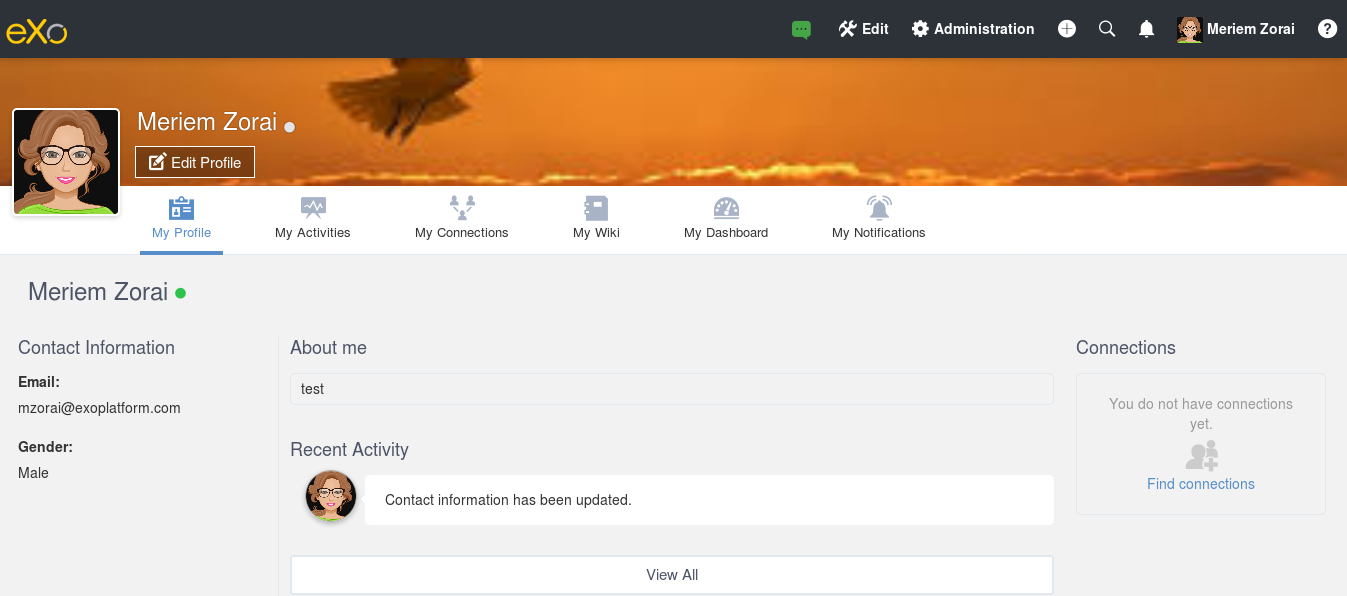 eXo
Edit
Administration
Meriem Zorai
?
Meriem Zorai
Edit Profile
My Profile
My Activities
My Connections
My Wiki
My Dashboard
My Notifications
Meriem Zorai
Contact Information
Email:
mzorai@exoplatform.com
Gender:
Male
About me
test
Recent Activity
Contact information has been updated.
View All
Connections
You do not have connections
yet.
Find connections